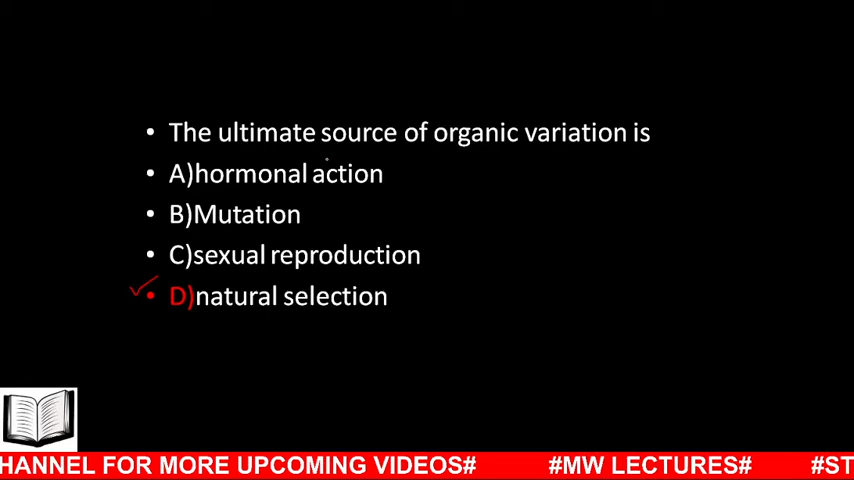 • The ultimate source of organic variation is
• A)hormonal action
• B)Mutation
• C)sexual reproduction
• D)natural selection
HANNEL FOR MORE UPCOMING VIDEOS# #MW LECTURES# #ST